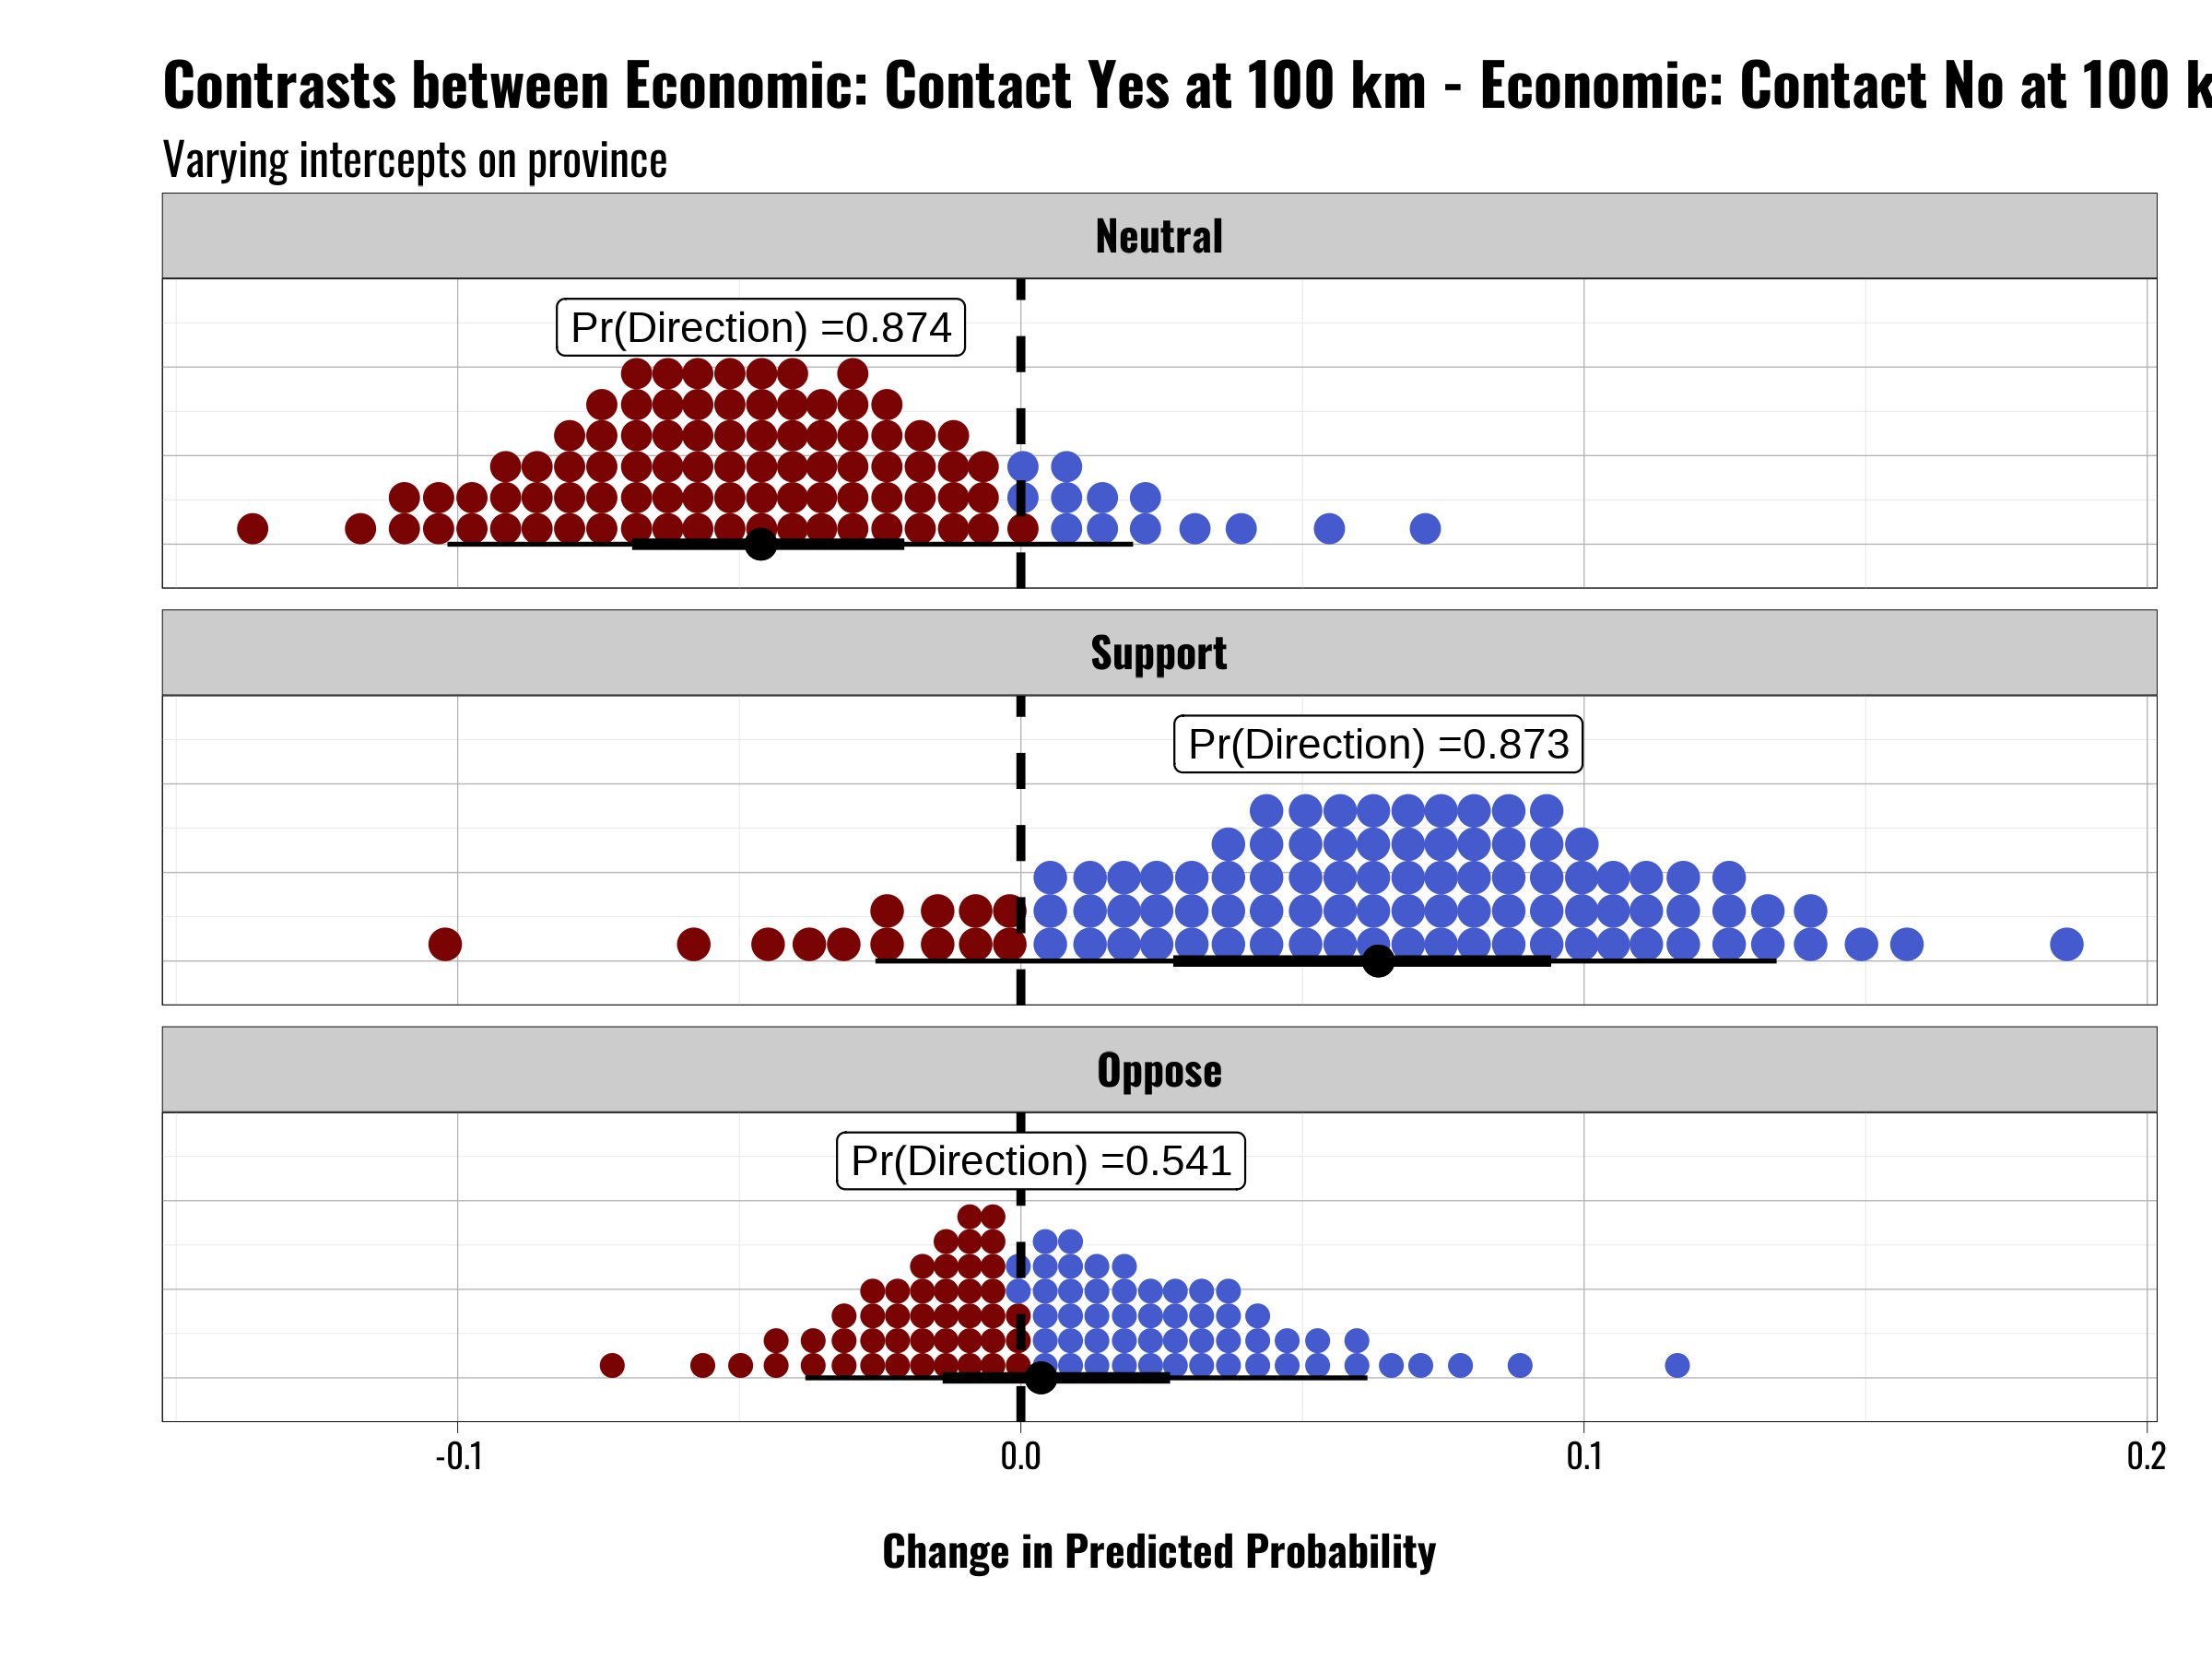 Contrasts between Economic: Contact Yes at 100 km - Economic: Contact No at 100 k
Varying intercepts on province
Neutral
Pr(Direction) =0.874
Support
Pr(Direction) =0.873
Oppose
Pr(Direction) =0.541
-0.1 0.0 0.1 0.2
Change in Predicted Probability